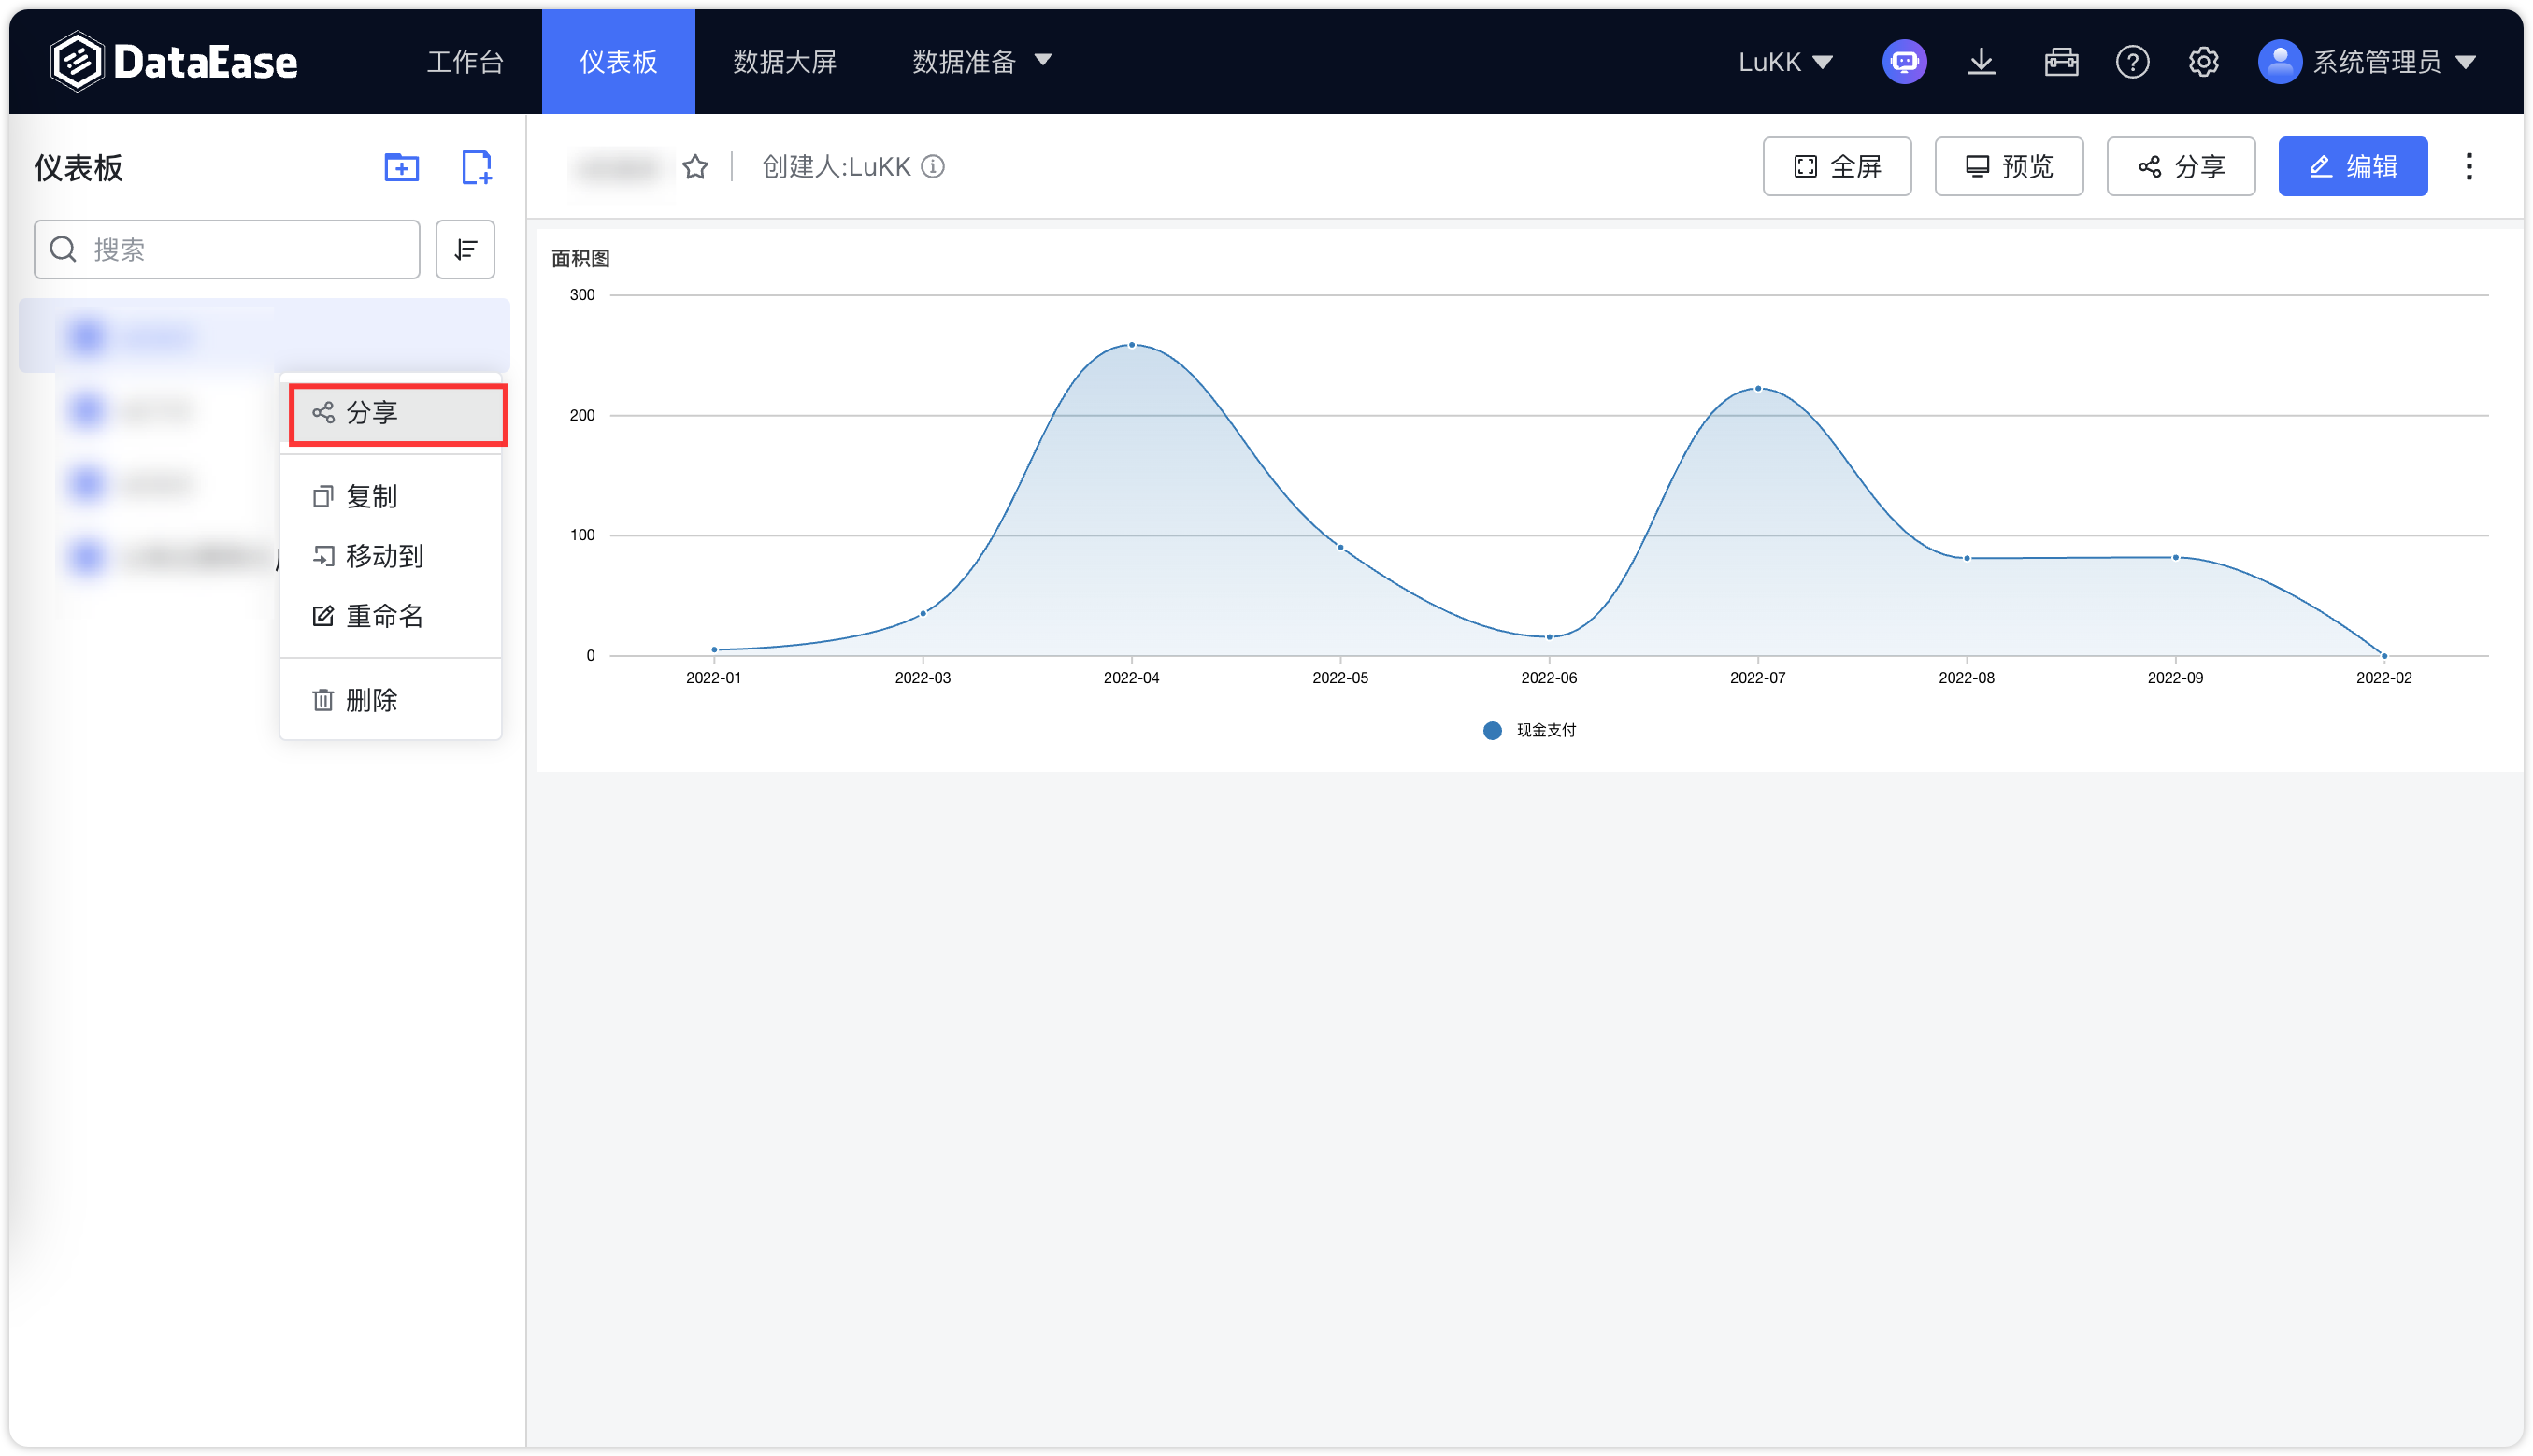 DataEase 工作台 仪表板 数据大屏 数据准备 LuKK 系统管理员
仪表板
创建人:LuKK
全屏 预览 分享 编辑
搜索
分享
复制
移动到
重命名
删除
面积图
300
200
100
0
2022-01 2022-03 2022-04 2022-05 2022-06 2022-07 2022-08 2022-09 2022-02
现金支付